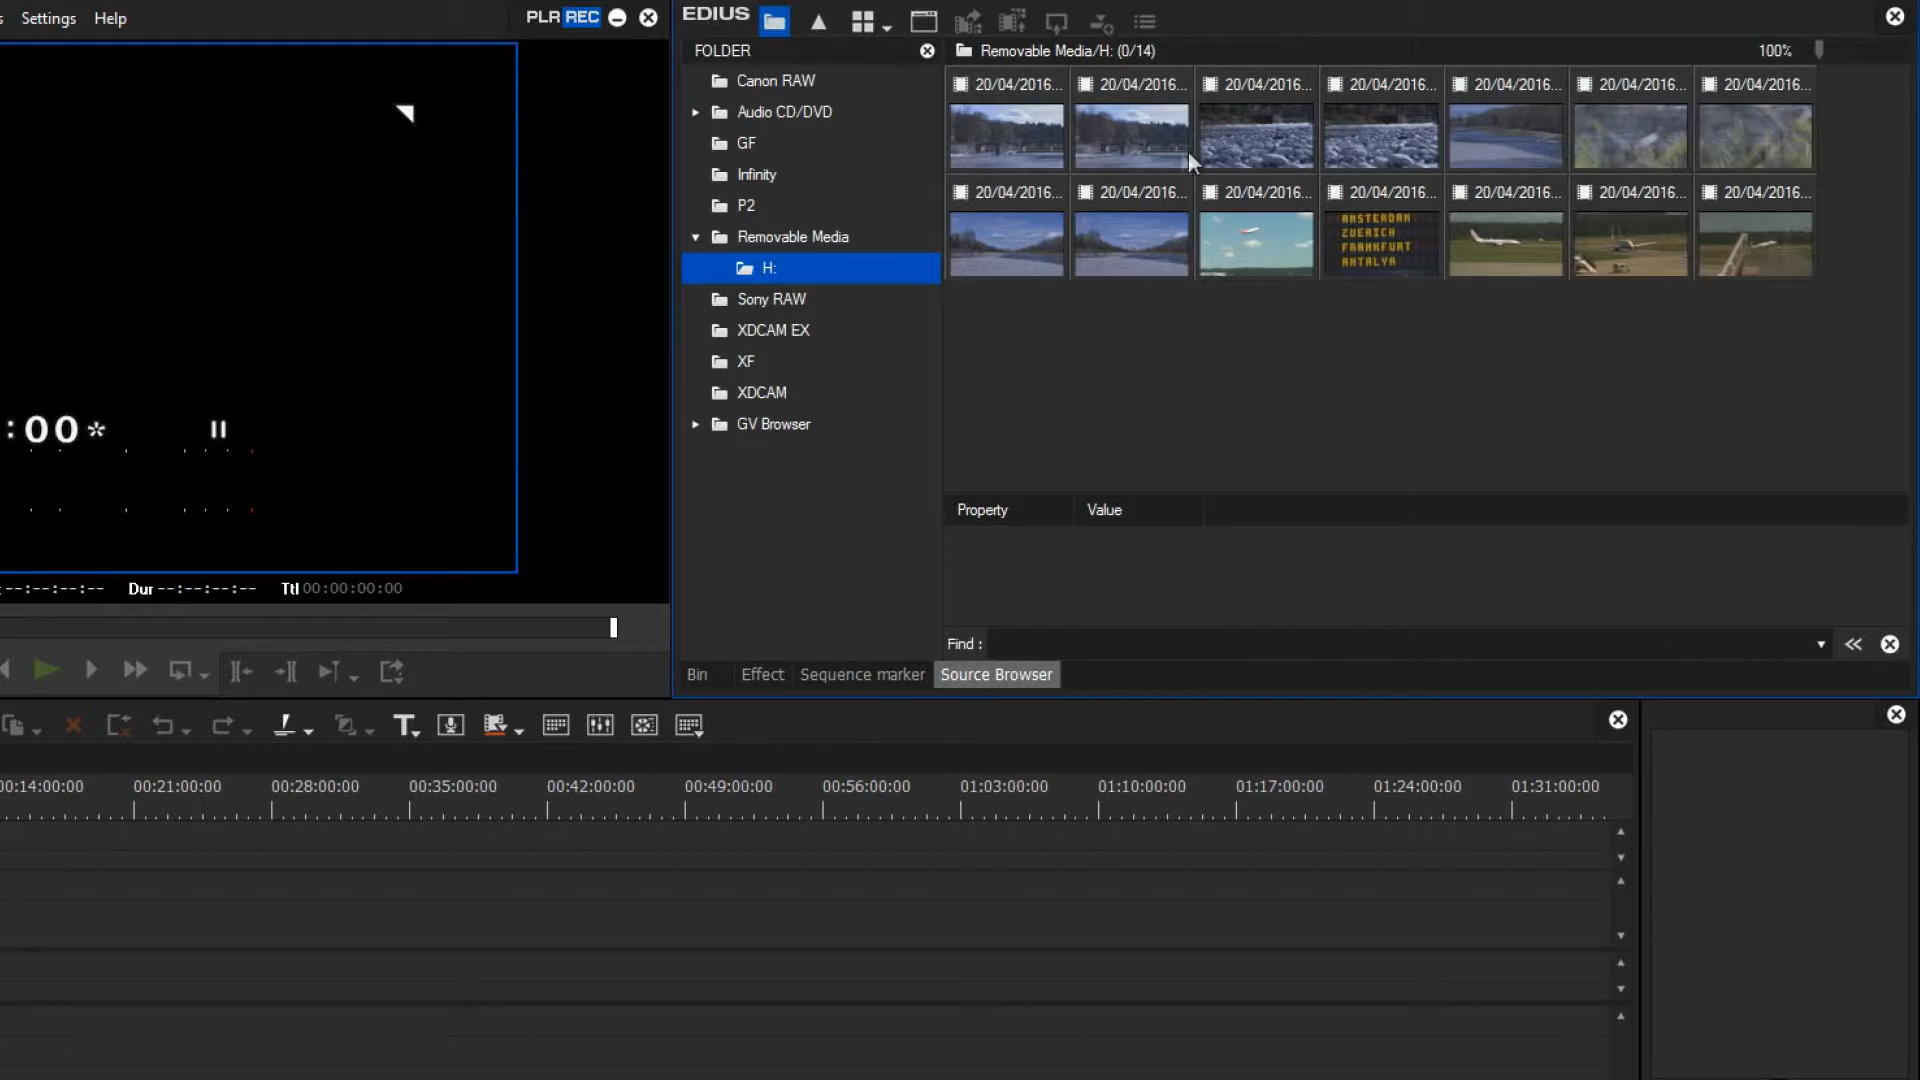 Settings Help
PLR REC
EDIUS
FOLDER
Removable Media/H: (0/14)
100%
Canon RAW
Audio CD/DVD
GF
Infinity
P2
Removable Media
H:
Sony RAW
XDCAM EX
XF
XDCAM
GV Browser
20/04/2016... 20/04/2016... 20/04/2016... 20/04/2016... 20/04/2016... 20/04/2016... 20/04/2016...
20/04/2016... 20/04/2016... 20/04/2016... 20/04/2016... 20/04/2016... 20/04/2016... 20/04/2016...
AMSTERDAM
ZUERICH
FRANKFURT
ANTALYA
:00*
Property Value
--:--:--:-- Dur --:--:--:-- Ttl 00:00:00:00
Find :
Bin Effect Sequence marker Source Browser
00:14:00:00 00:21:00:00 00:28:00:00 00:35:00:00 00:42:00:00 00:49:00:00 00:56:00:00 01:03:00:00 01:10:00:00 01:17:00:00 01:24:00:00 01:31:00:00